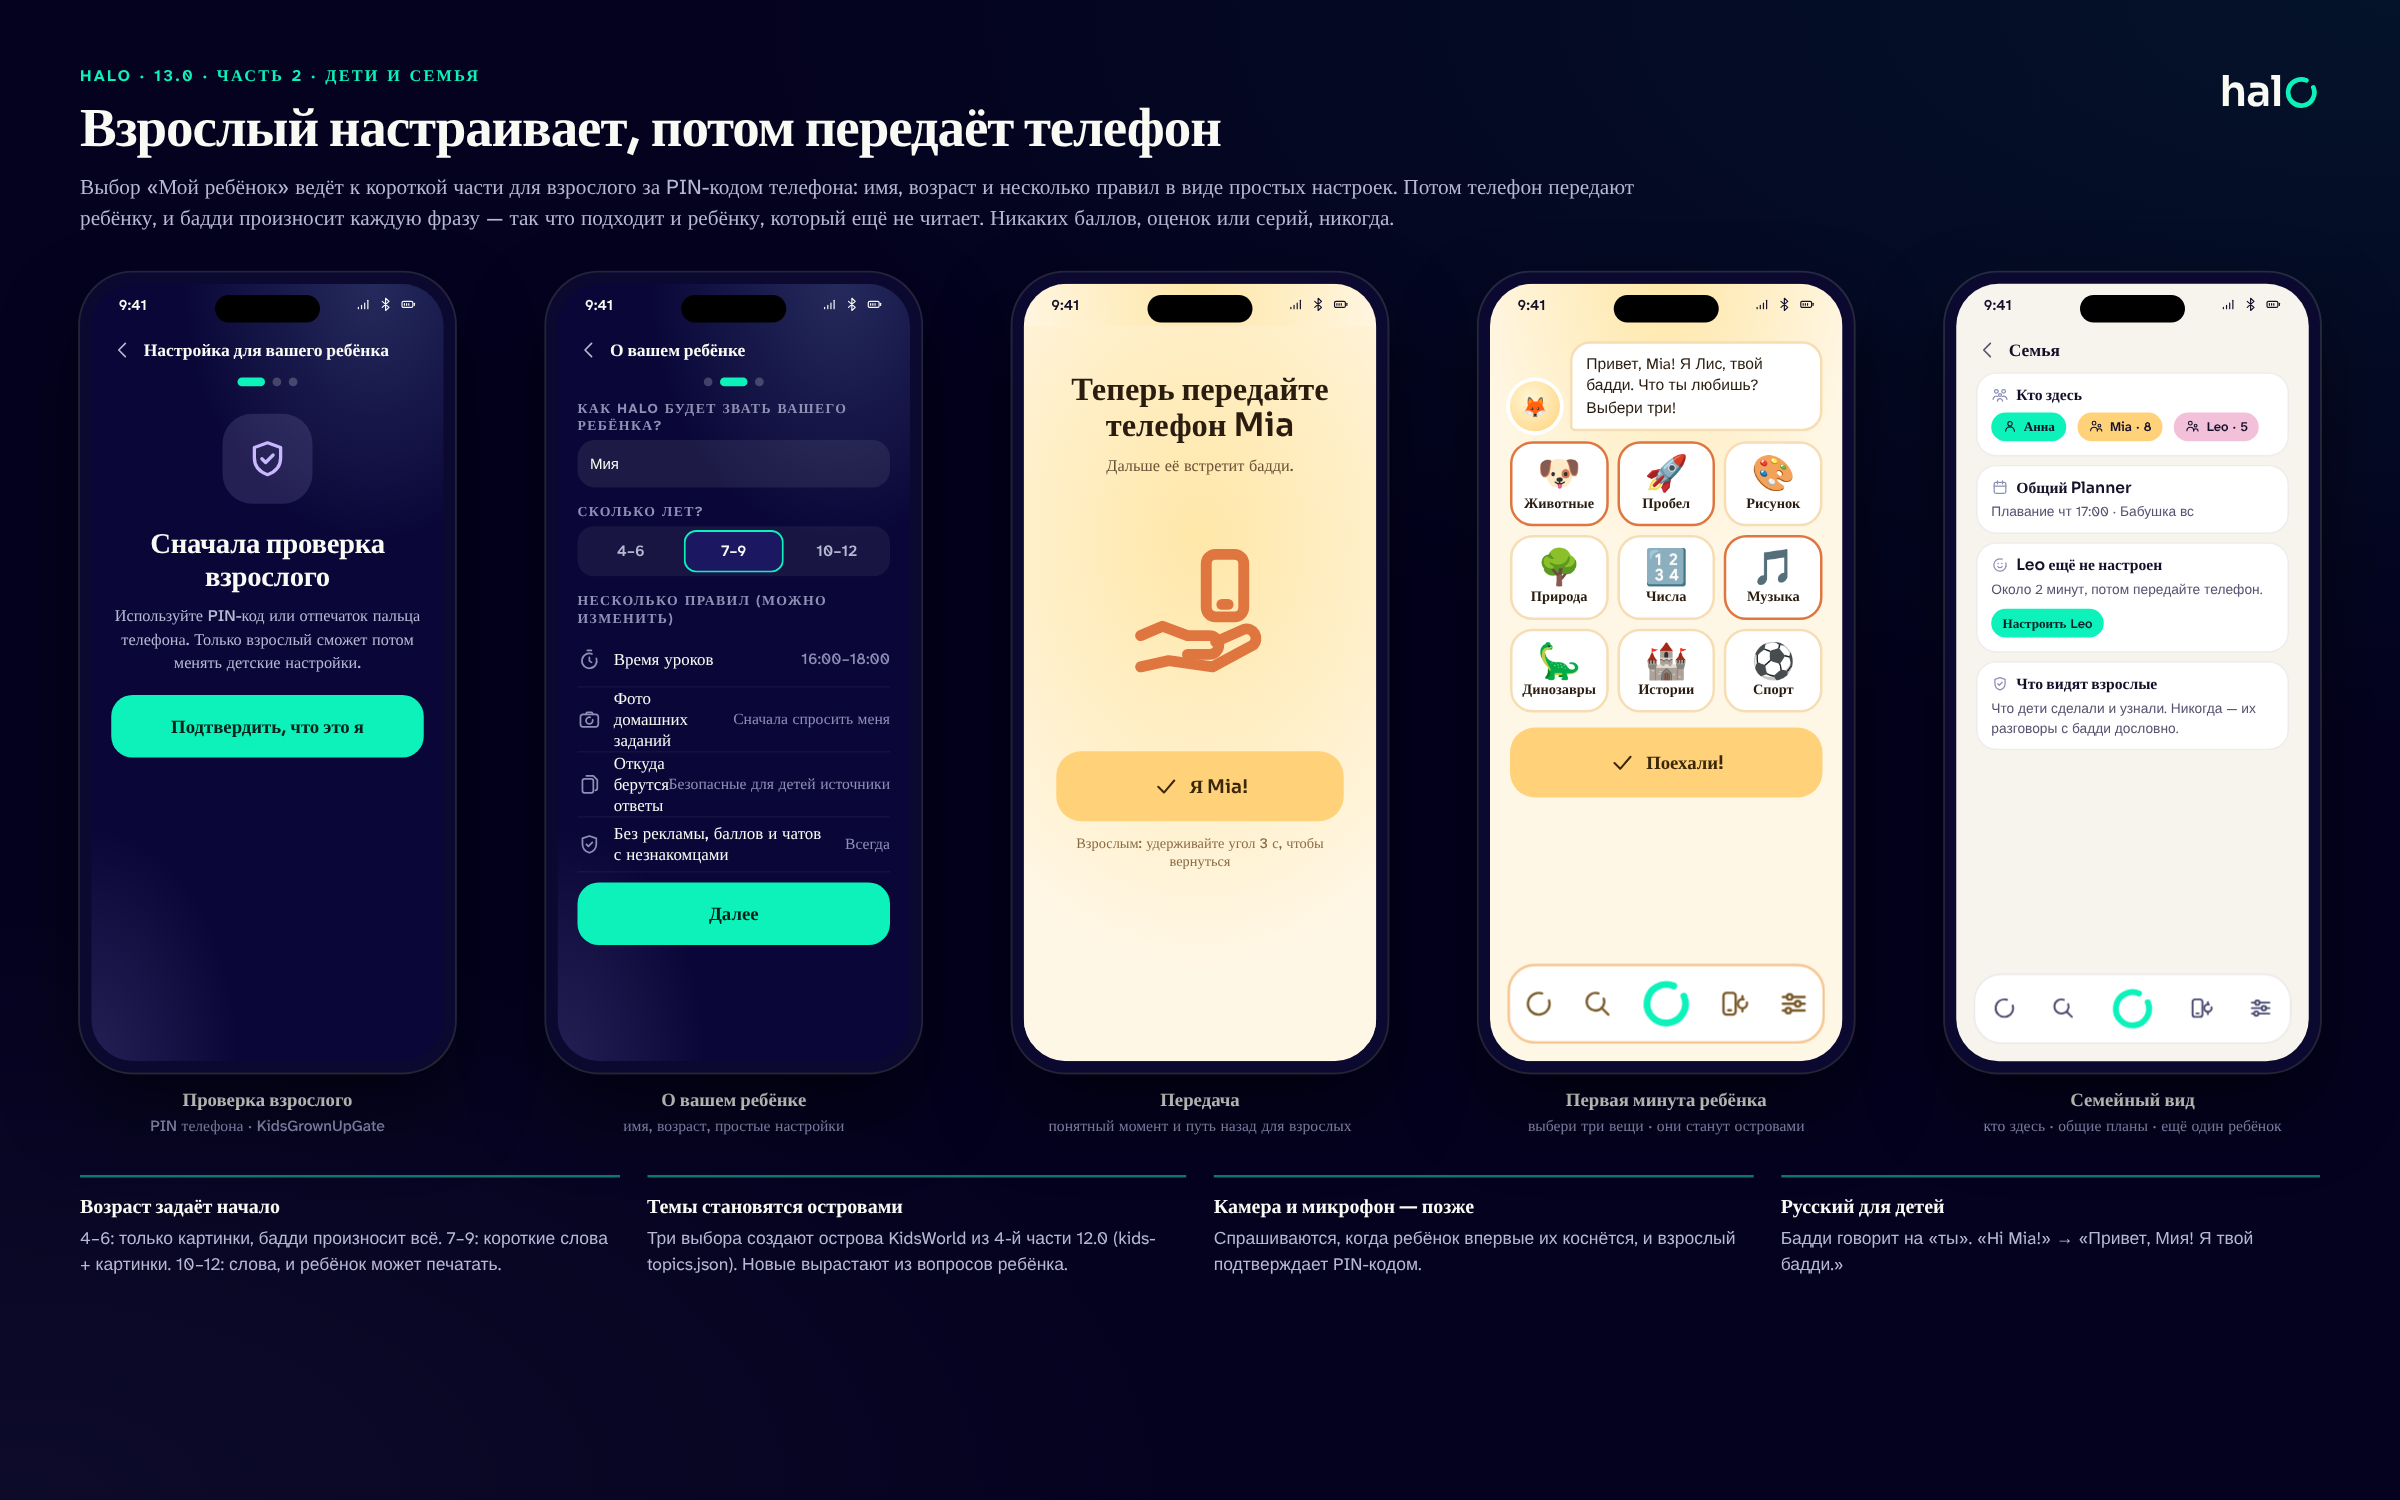 HALO · 13.0 · ЧАСТЬ 2 · ДЕТИ И СЕМЬЯ
halo
Взрослый настраивает, потом передаёт телефон
Выбор «Мой ребёнок» ведёт к короткой части для взрослого за PIN-кодом телефона: имя, возраст и несколько правил в виде простых настроек. Потом телефон передают
ребёнку, и бадди произносит каждую фразу — так что подходит и ребёнку, который ещё не читает. Никаких баллов, оценок или серий, никогда.
9:41
Настройка для вашего ребёнка
Сначала проверка
взрослого
Используйте PIN-код или отпечаток пальца
телефона. Только взрослый сможет потом
менять детские настройки.
Подтвердить, что это я
Проверка взрослого
PIN телефона · KidsGrownUpGate
9:41
О вашем ребёнке
КАК HALO БУДЕТ ЗВАТЬ ВАШЕГО
РЕБЁНКА?
Мия
СКОЛЬКО ЛЕТ?
4–6 7–9 10–12
НЕСКОЛЬКО ПРАВИЛ (МОЖНО
ИЗМЕНИТЬ)
Время уроков 16:00–18:00
Фото
домашних
заданий
Сначала спросить меня
Откуда
берутся
ответы
Безопасные для детей источники
Без рекламы, баллов и чатов
с незнакомцами
Всегда
Далее
О вашем ребёнке
имя, возраст, простые настройки
9:41
Теперь передайте
телефон Mia
Дальше её встретит бадди.
Я Mia!
Взрослым: удерживайте угол 3 с, чтобы
вернуться
Передача
понятный момент и путь назад для взрослых
9:41
Привет, Mia! Я Лис, твой
бадди. Что ты любишь?
Выбери три!
Животные Пробел Рисунок
Природа Числа Музыка
Динозавры Истории Спорт
Поехали!
Первая минута ребёнка
выбери три вещи · они станут островами
9:41
Семья
Кто здесь
Анна Mia · 8 Leo · 5
Общий Planner
Плавание чт 17:00 · Бабушка вс
Leo ещё не настроен
Около 2 минут, потом передайте телефон.
Настроить Leo
Что видят взрослые
Что дети сделали и узнали. Никогда — их
разговоры с бадди дословно.
Семейный вид
кто здесь · общие планы · ещё один ребёнок
Возраст задаёт начало
4–6: только картинки, бадди произносит всё. 7–9: короткие слова
+ картинки. 10–12: слова, и ребёнок может печатать.
Темы становятся островами
Три выбора создают острова KidsWorld из 4-й части 12.0 (kids-
topics.json). Новые вырастают из вопросов ребёнка.
Камера и микрофон — позже
Спрашиваются, когда ребёнок впервые их коснётся, и взрослый
подтверждает PIN-кодом.
Русский для детей
Бадди говорит на «ты». «Hi Mia!» → «Привет, Мия! Я твой
бадди.»